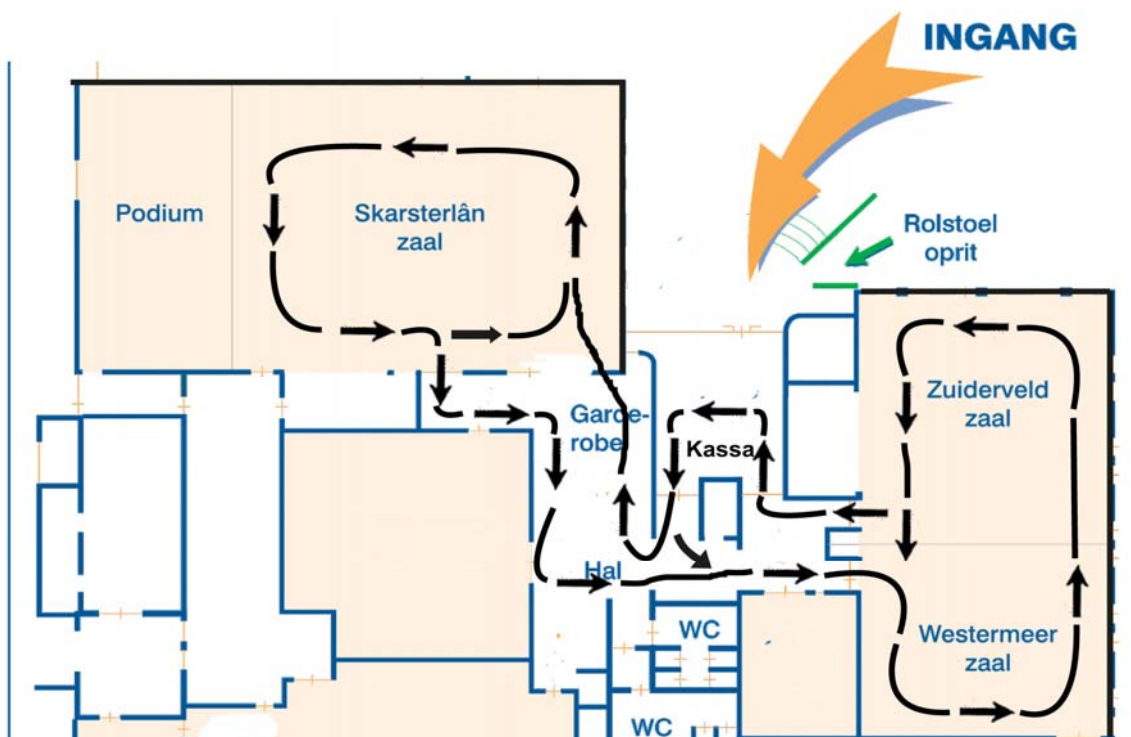 INGANG
Podium
Skarsterlân
zaal
Rolstoel
oprit
Zuiderveld
zaal
Garde-
robe
Kassa
Hal
Westermeer
zaal
WC
WC